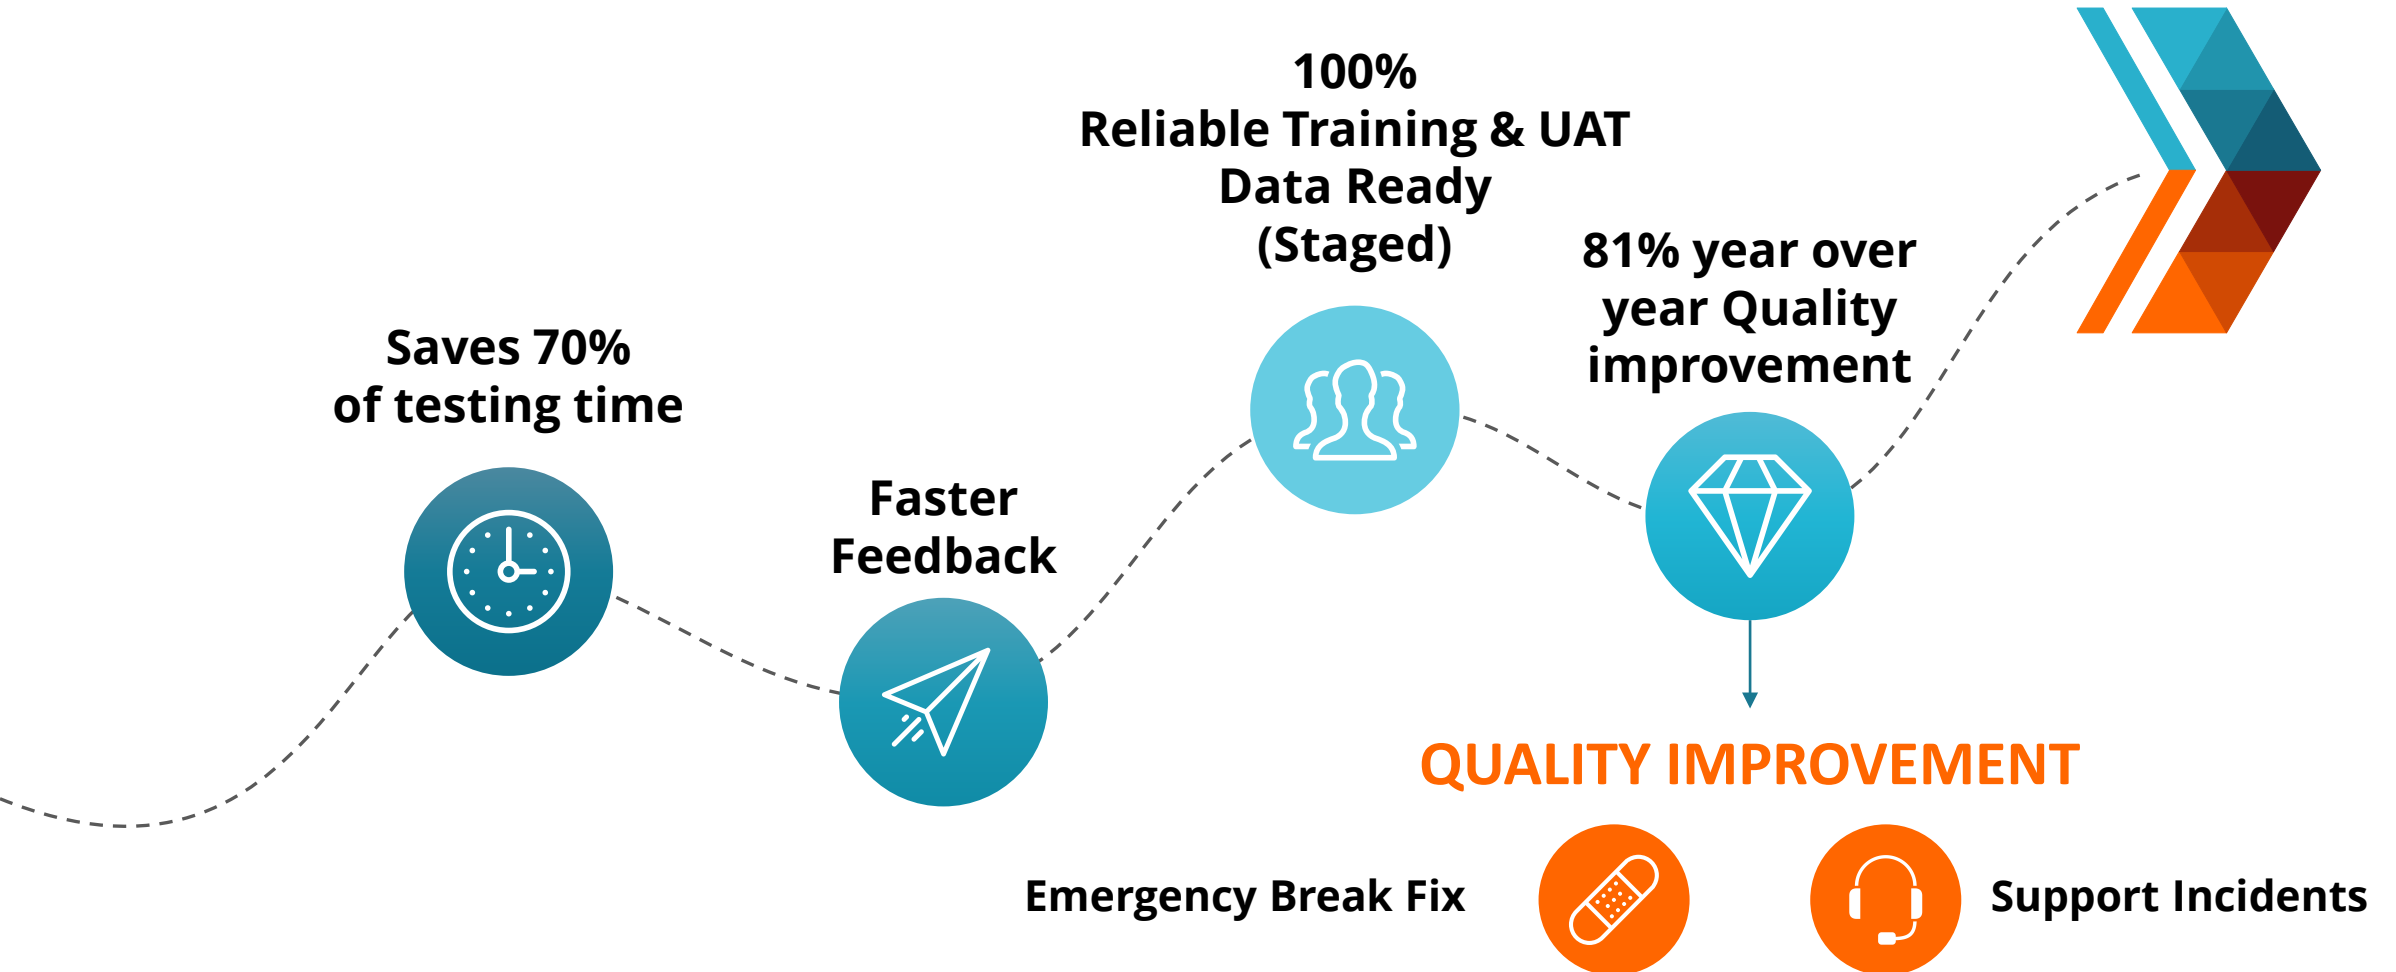 Saves 70%
of testing time
Faster
Feedback
100%
Reliable Training & UAT
Data Ready
(Staged)
81% year over
year Quality
improvement
QUALITY IMPROVEMENT
Emergency Break Fix
Support Incidents